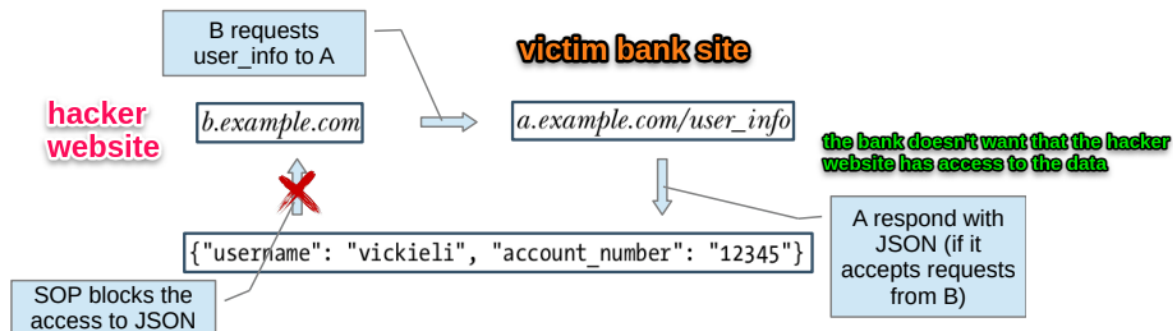 B requests
user_info to A
victim bank site
hacker
website
b.example.com
a.example.com/user_info
the bank doesn't want that the hacker
website has access to the data
{"username": "vickieli", "account_number": "12345"}
A respond with
JSON (if it
accepts requests
from B)
SOP blocks the
access to JSON